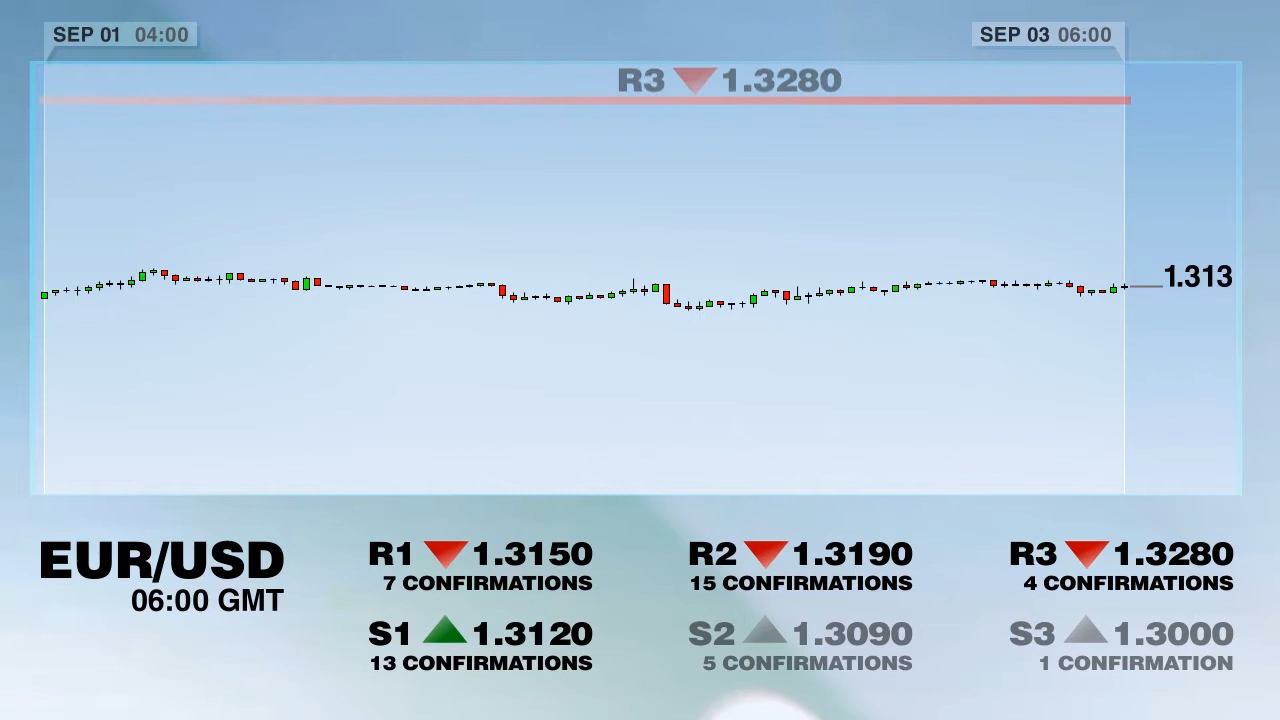 SEP 01 04:00
SEP 03 06:00
R3 1.3280
1.313
EUR/USD
06:00 GMT
R1 1.3150
7 CONFIRMATIONS
R2 1.3190
15 CONFIRMATIONS
R3 1.3280
4 CONFIRMATIONS
S1 1.3120
13 CONFIRMATIONS
S2 1.3090
5 CONFIRMATIONS
S3 1.3000
1 CONFIRMATION